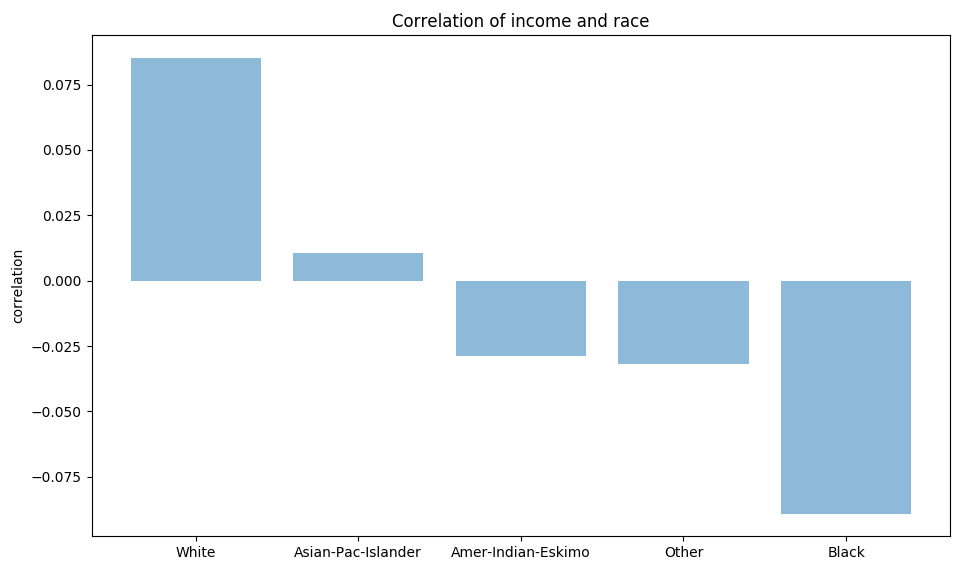 Correlation of income and race
correlation
0.075
0.050
0.025
0.000
−0.025
−0.050
−0.075
White
Asian-Pac-Islander
Amer-Indian-Eskimo
Other
Black